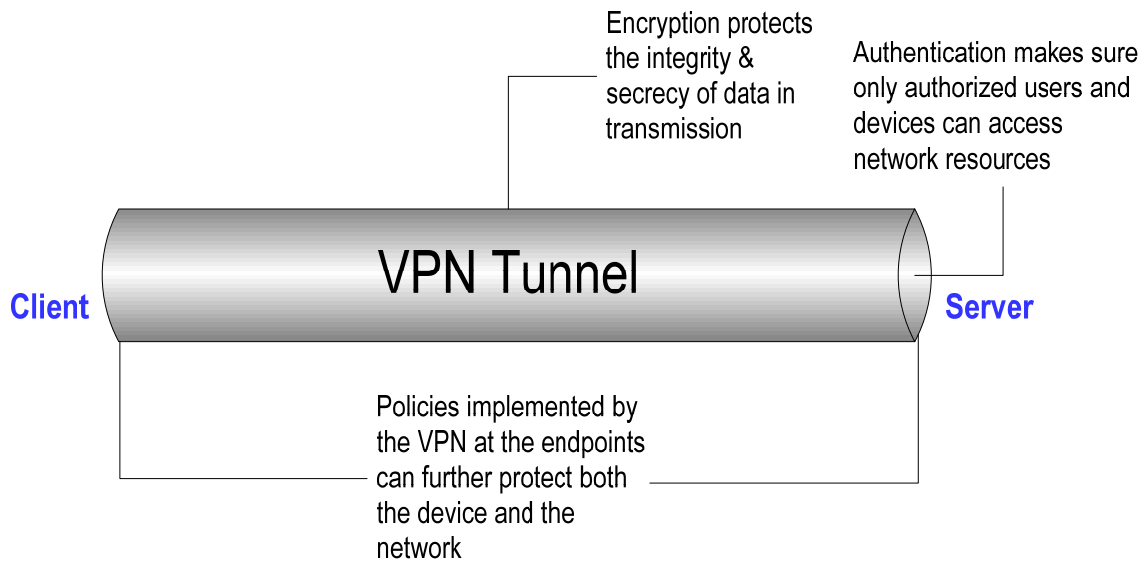 Encryption protects
the integrity &
secrecy of data in
transmission
Authentication makes sure
only authorized users and
devices can access
network resources
VPN Tunnel
Client
Server
Policies implemented by
the VPN at the endpoints
can further protect both
the device and the
network